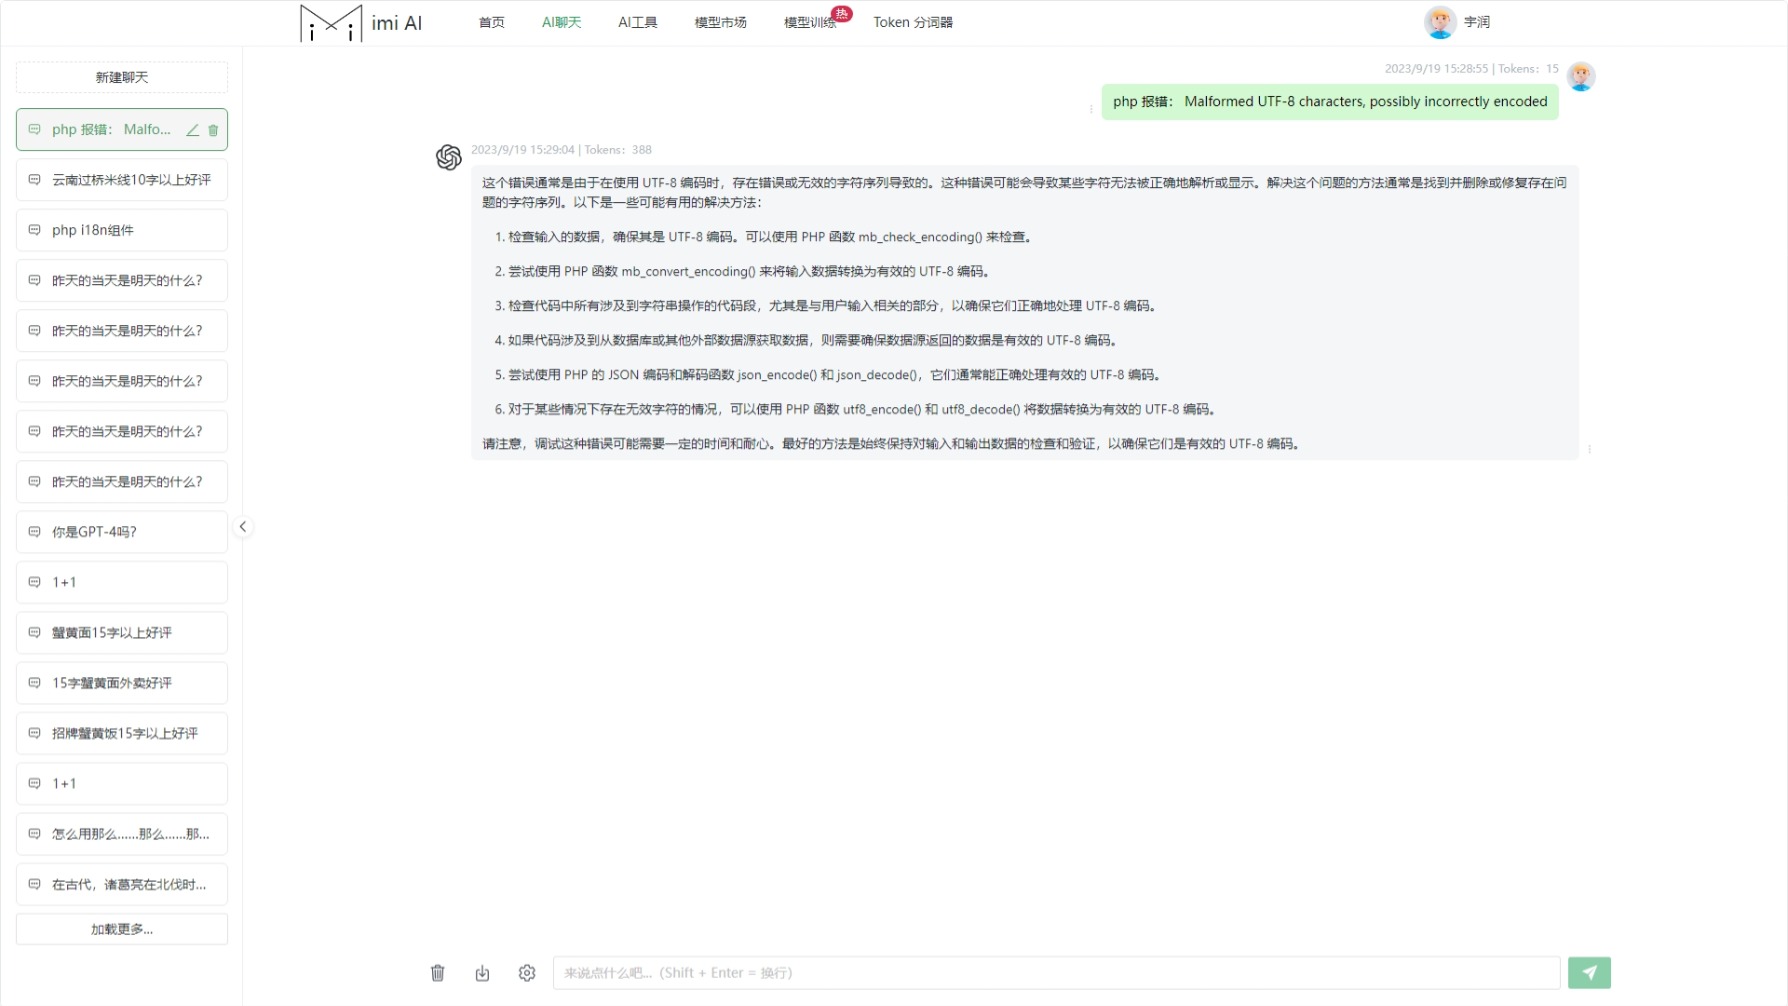 imi AI
首页
AI聊天
AI工具
模型市场
模型训练
热
Token 分词器
宇润
新建聊天
php 报错： Malfo...
云南过桥米线10字以上好评
php i18n组件
昨天的当天是明天的什么？
昨天的当天是明天的什么？
昨天的当天是明天的什么？
昨天的当天是明天的什么？
昨天的当天是明天的什么？
你是GPT-4吗？
1+1
蟹黄面15字以上好评
15字蟹黄面外卖好评
招牌蟹黄饭15字以上好评
1+1
怎么用那么……那么……那...
在古代，诸葛亮在北伐时...
加载更多...
2023/9/19 15:28:55 | Tokens：15
php 报错： Malformed UTF-8 characters, possibly incorrectly encoded
2023/9/19 15:29:04 | Tokens：388
这个错误通常是由于在使用 UTF-8 编码时，存在错误或无效的字符序列导致的。这种错误可能会导致某些字符无法被正确地解析或显示。解决这个问题的方法通常是找到并删除或修复存在问
题的字符序列。以下是一些可能有用的解决方法：
1. 检查输入的数据，确保其是 UTF-8 编码。可以使用 PHP 函数 mb_check_encoding() 来检查。
2. 尝试使用 PHP 函数 mb_convert_encoding() 来将输入数据转换为有效的 UTF-8 编码。
3. 检查代码中所有涉及到字符串操作的代码段，尤其是与用户输入相关的部分，以确保它们正确地处理 UTF-8 编码。
4. 如果代码涉及到从数据库或其他外部数据源获取数据，则需要确保数据源返回的数据是有效的 UTF-8 编码。
5. 尝试使用 PHP 的 JSON 编码和解码函数 json_encode() 和 json_decode()，它们通常能正确处理有效的 UTF-8 编码。
6. 对于某些情况下存在无效字符的情况，可以使用 PHP 函数 utf8_encode() 和 utf8_decode() 将数据转换为有效的 UTF-8 编码。
请注意，调试这种错误可能需要一定的时间和耐心。最好的方法是始终保持对输入和输出数据的检查和验证，以确保它们是有效的 UTF-8 编码。
来说点什么吧...（Shift + Enter = 换行）